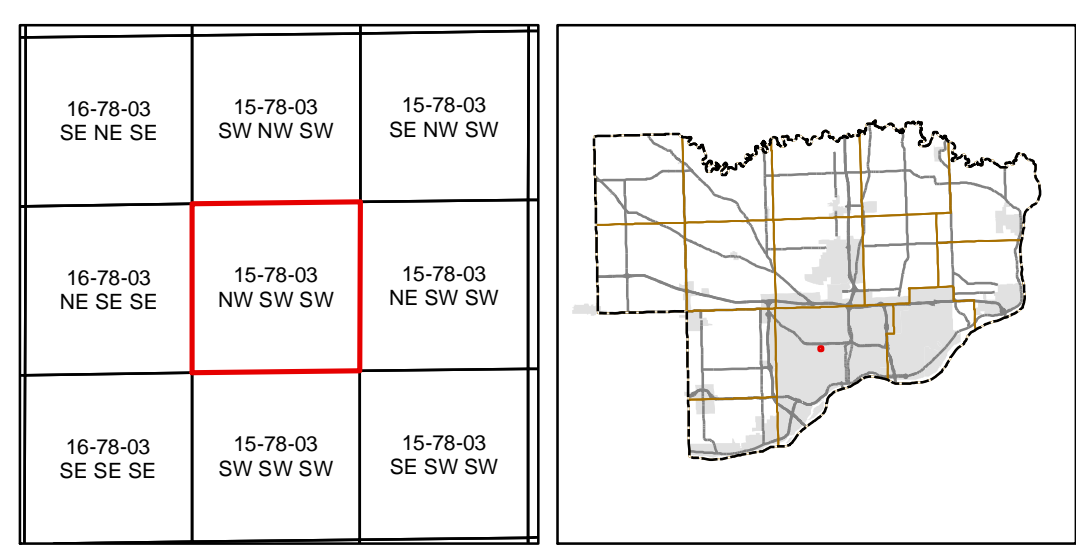 16-78-03
SE NE SE
15-78-03
SW NW SW
15-78-03
SE NW SW
16-78-03
NE SE SE
15-78-03
NW SW SW
15-78-03
NE SW SW
16-78-03
SE SE SE
15-78-03
SW SW SW
15-78-03
SE SW SW